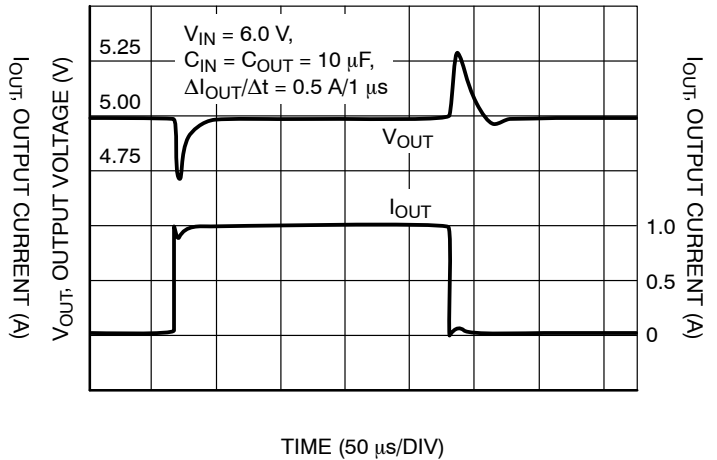 V_IN = 6.0 V,
C_IN = C_OUT = 10 μF,
ΔI_OUT/Δt = 0.5 A/1 μs
5.25
5.00
4.75
V_OUT
I_OUT
1.0
0.5
0
I_OUT, OUTPUT CURRENT (A)
V_OUT, OUTPUT VOLTAGE (V)
I_OUT, OUTPUT CURRENT (A)
TIME (50 μs/DIV)